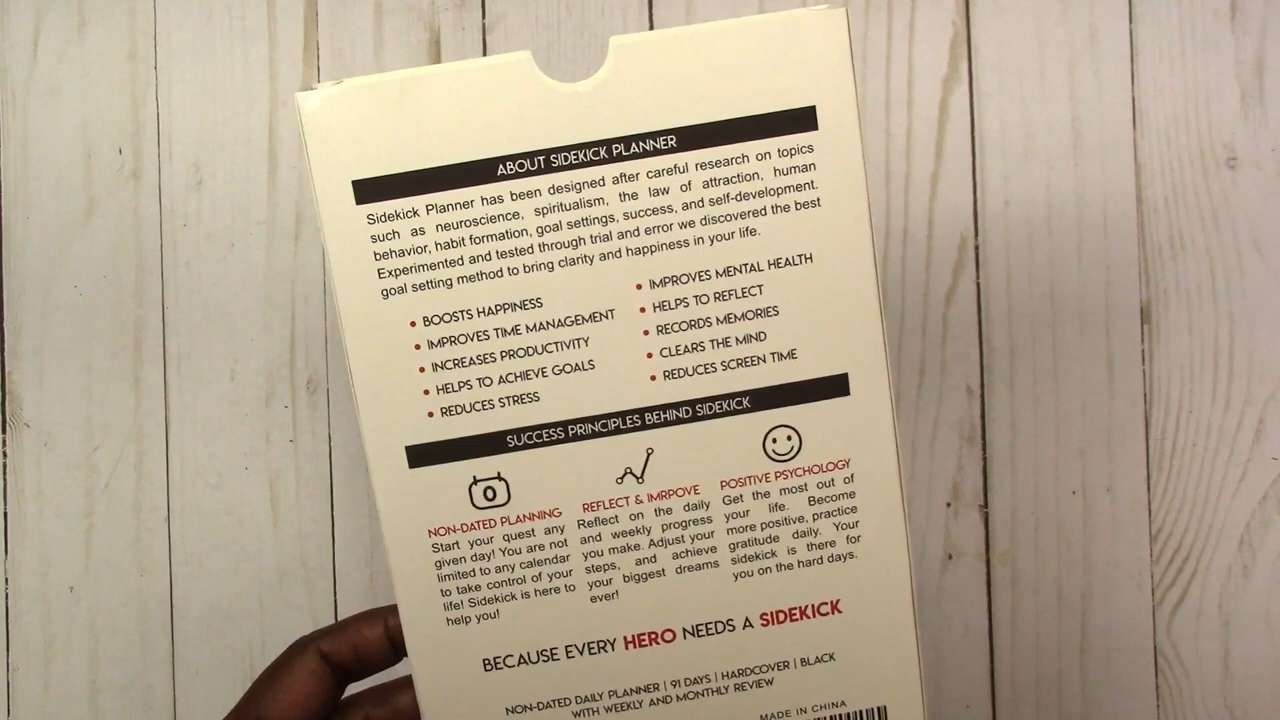 ABOUT SIDEKICK PLANNER
Sidekick Planner has been designed after careful research on topics
such as neuroscience, spiritualism, the law of attraction, human
behavior, habit formation, goal settings, success, and self-development.
Experimented and tested through trial and error we discovered the best
goal setting method to bring clarity and happiness in your life.
• BOOSTS HAPPINESS
• IMPROVES TIME MANAGEMENT
• INCREASES PRODUCTIVITY
• HELPS TO ACHIEVE GOALS
• REDUCES STRESS
• IMPROVES MENTAL HEALTH
• HELPS TO REFLECT
• RECORDS MEMORIES
• CLEARS THE MIND
• REDUCES SCREEN TIME
SUCCESS PRINCIPLES BEHIND SIDEKICK
NON-DATED PLANNING
Start your quest any
given day! You are not
limited to any calendar
to take control of your
life! Sidekick is here to
help you!
REFLECT & IMRPOVE
Reflect on the daily
and weekly progress
you make. Adjust your
steps, and achieve
your biggest dreams
ever!
POSITIVE PSYCHOLOGY
Get the most out of
your life. Become
more positive, practice
gratitude daily. Your
sidekick is there for
you on the hard days.
BECAUSE EVERY HERO NEEDS A SIDEKICK
NON-DATED DAILY PLANNER | 91 DAYS | HARDCOVER | BLACK
WITH WEEKLY AND MONTHLY REVIEW
MADE IN CHINA